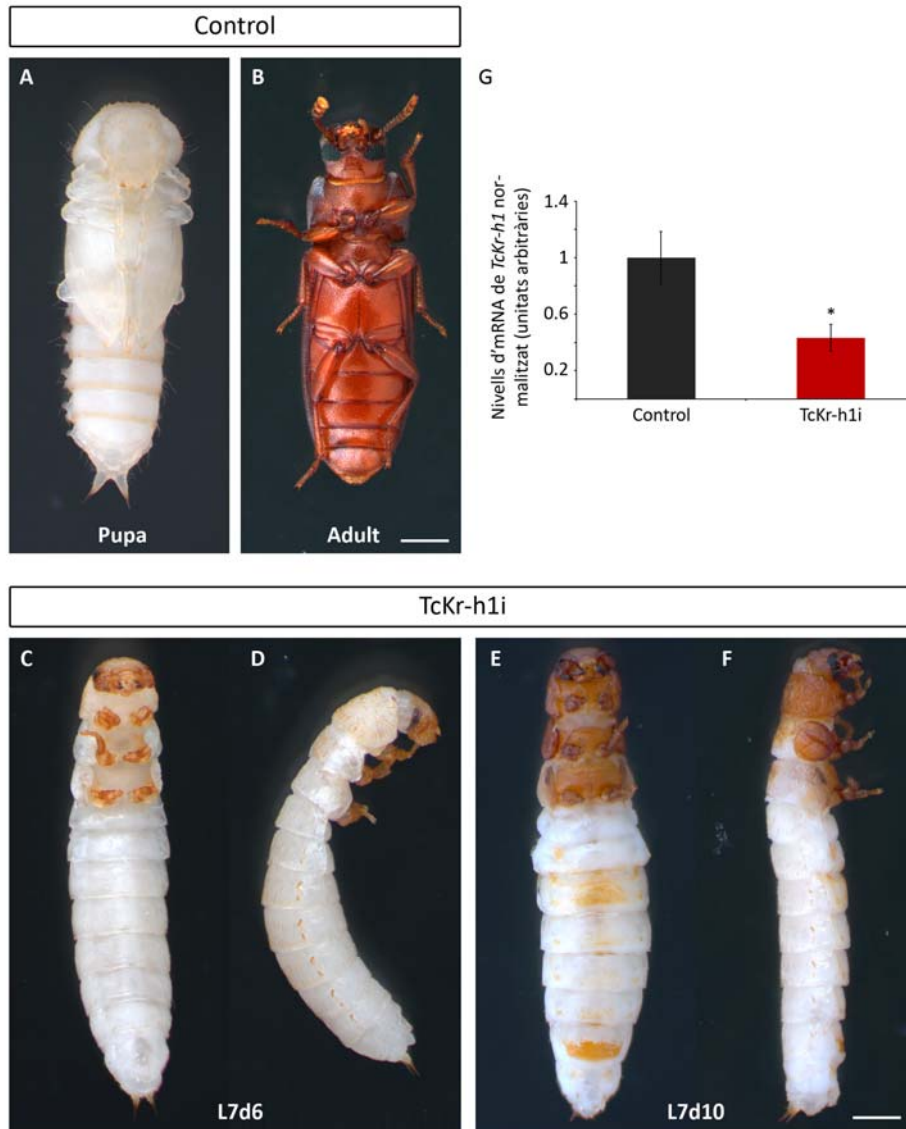 Control
A
B
G
Pupa
Adult
Nivells d'mRNA de TcKr-h1 nor-
malitzat (unitats arbitràries)
1.4
1
0.6
0.2
*
Control
TcKr-h1i
TcKr-h1i
C
D
E
F
L7d6
L7d10